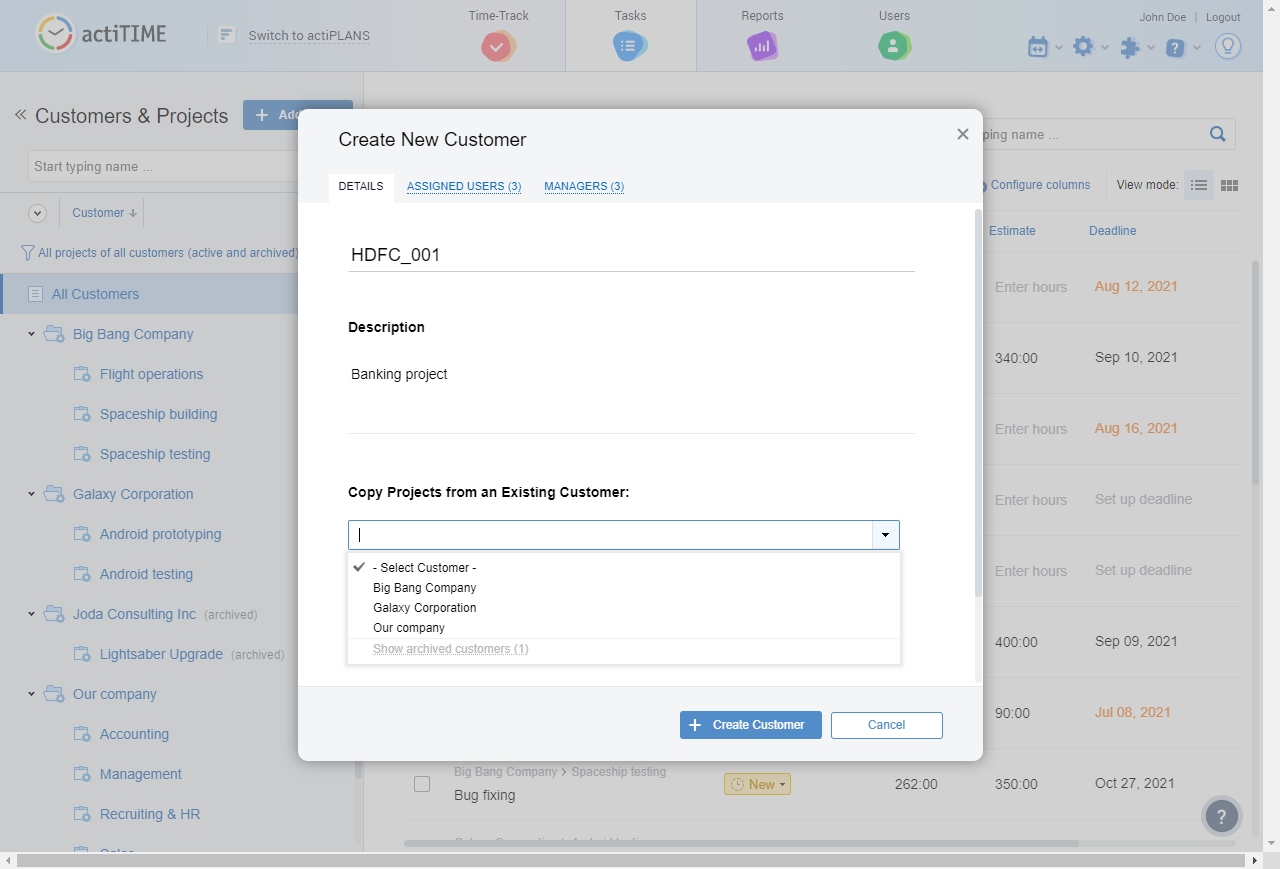 actiTIME
Switch to actiPLANS
Time-Track
Tasks
Reports
Users
John Doe | Logout
Customers & Projects
Start typing name ...
Customer
All projects of all customers (active and archived)
All Customers
Big Bang Company
Flight operations
Spaceship building
Spaceship testing
Galaxy Corporation
Android prototyping
Android testing
Joda Consulting Inc (archived)
Lightsaber Upgrade (archived)
Our company
Accounting
Management
Recruiting & HR
Create New Customer
DETAILS
ASSIGNED USERS (3)
MANAGERS (3)
HDFC_001
Description
Banking project
Copy Projects from an Existing Customer:
- Select Customer -
Big Bang Company
Galaxy Corporation
Our company
Show archived customers (1)
Create Customer
Cancel
name ...
Configure columns
View mode:
Estimate
Deadline
Enter hours
Aug 12, 2021
340:00
Sep 10, 2021
Enter hours
Aug 16, 2021
Enter hours
Set up deadline
Enter hours
Set up deadline
400:00
Sep 09, 2021
90:00
Jul 08, 2021
Big Bang Company > Spaceship testing
Bug fixing
New
262:00
350:00
Oct 27, 2021
?